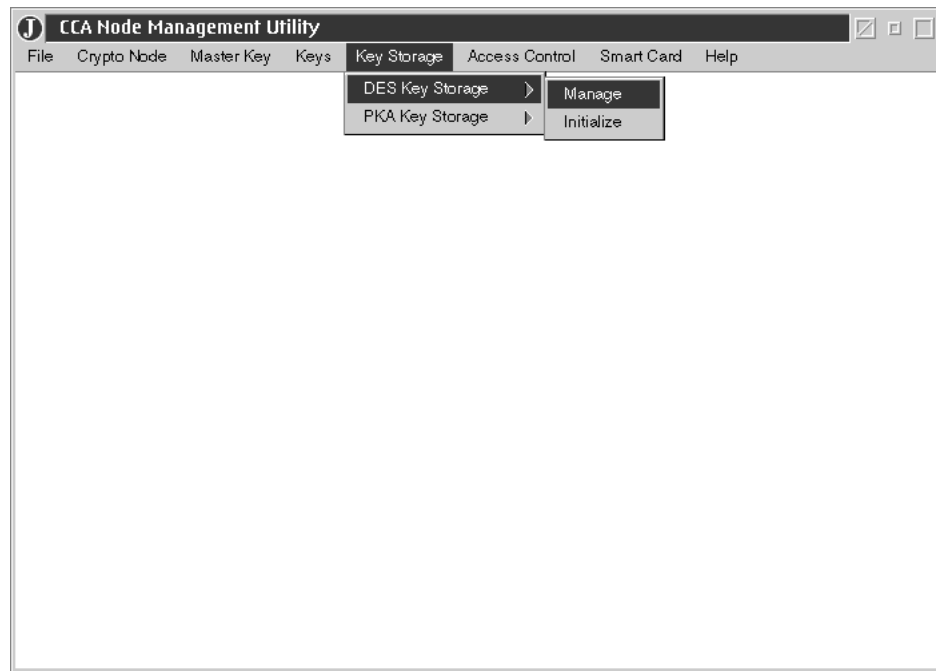 J CCA Node Management Utility
File Crypto Node Master Key Keys Key Storage Access Control Smart Card Help
DES Key Storage Manage
PKA Key Storage Initialize